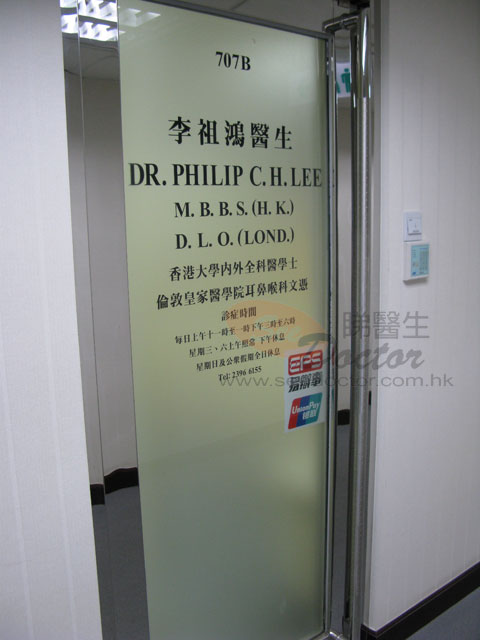 707B
李祖鴻醫生
DR. PHILIP C. H. LEE
M. B. B. S. (H. K.)
D. L. O. (LOND.)
香港大學內外全科醫學士
倫敦皇家醫學院耳鼻喉科文憑
診症時間
每日上午十一時至一時下午三時至六時
星期三、六上午照常 下午休息
星期日及公眾假期全日休息
Tel: 2396 6155
睇醫生
Doctor
www.seedoctor.com.hk
EPS
易辦事
UnionPay
銀聯